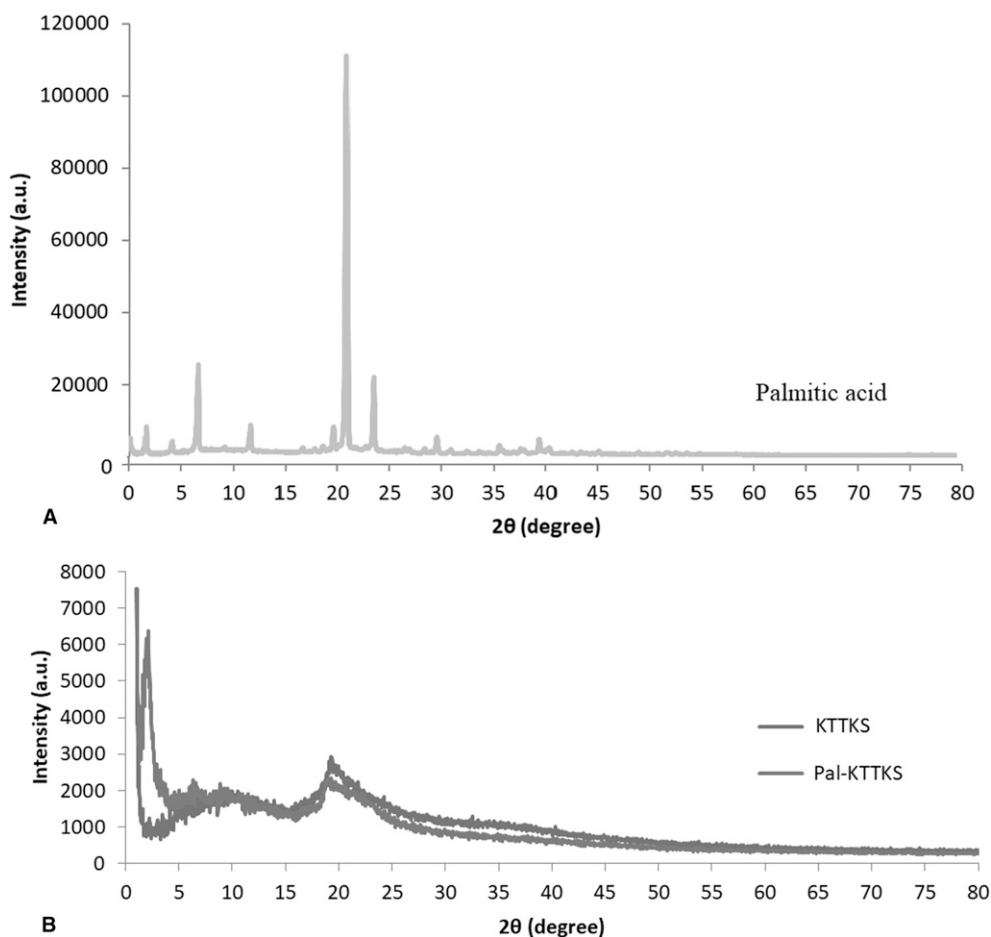 120000
100000
80000
60000
40000
20000
0
Intensity (a.u.)
Palmitic acid
0 5 10 15 20 25 30 35 40 45 50 55 60 65 70 75 80
2θ (degree)
A
8000
7000
6000
5000
4000
3000
2000
1000
0
Intensity (a.u.)
KTTKS
Pal-KTTKS
0 5 10 15 20 25 30 35 40 45 50 55 60 65 70 75 80
2θ (degree)
B